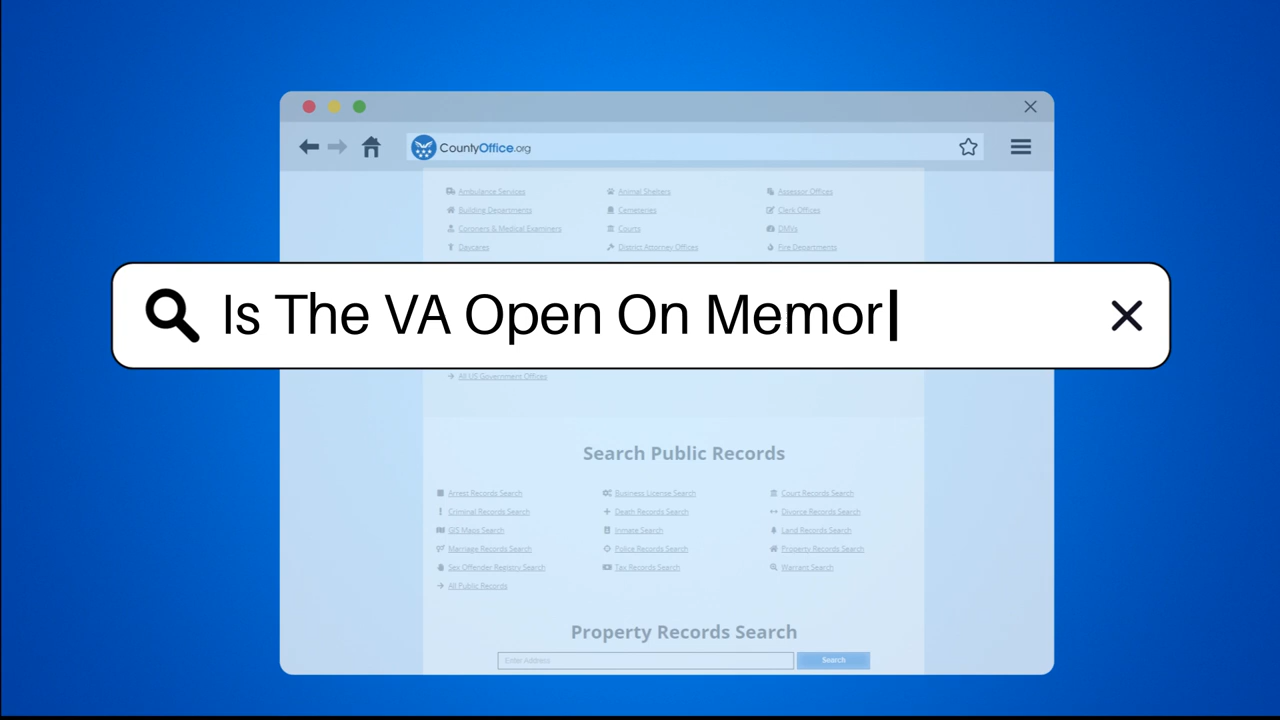 CountyOffice.org
Ambulance Services Animal Shelters Assessor Offices
Building Departments Cemeteries Clerk Offices
Coroners & Medical Examiners Courts DMVs
Daycares District Attorney Offices Fire Departments
Is The VA Open On Memor
All US Government Offices
Search Public Records
Arrest Records Search Business License Search Court Records Search
Criminal Records Search Death Records Search Divorce Records Search
GIS Maps Search Inmate Search Land Records Search
Marriage Records Search Police Records Search Property Records Search
Sex Offender Registry Search Tax Records Search Warrant Search
All Public Records
Property Records Search
Enter Address Search